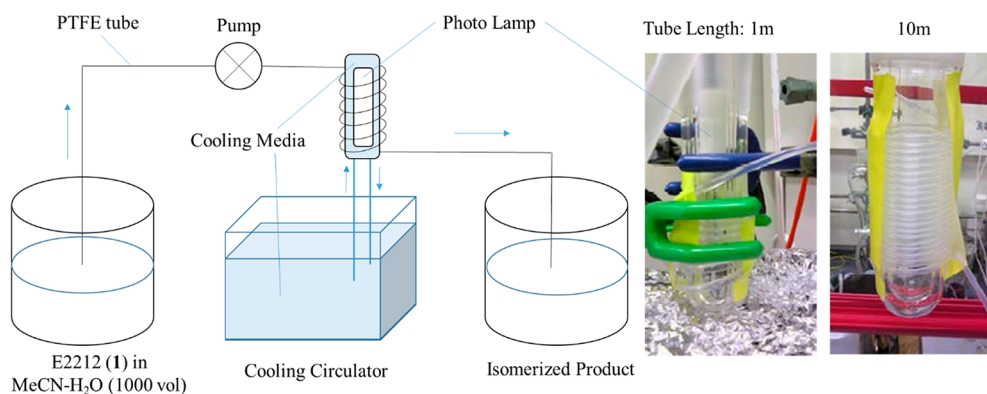 PTFE tube
Pump
Photo Lamp
Tube Length: 1m
10m
Cooling Media
E2212 (1) in
MeCN-H₂O (1000 vol)
Cooling Circulator
Isomerized Product